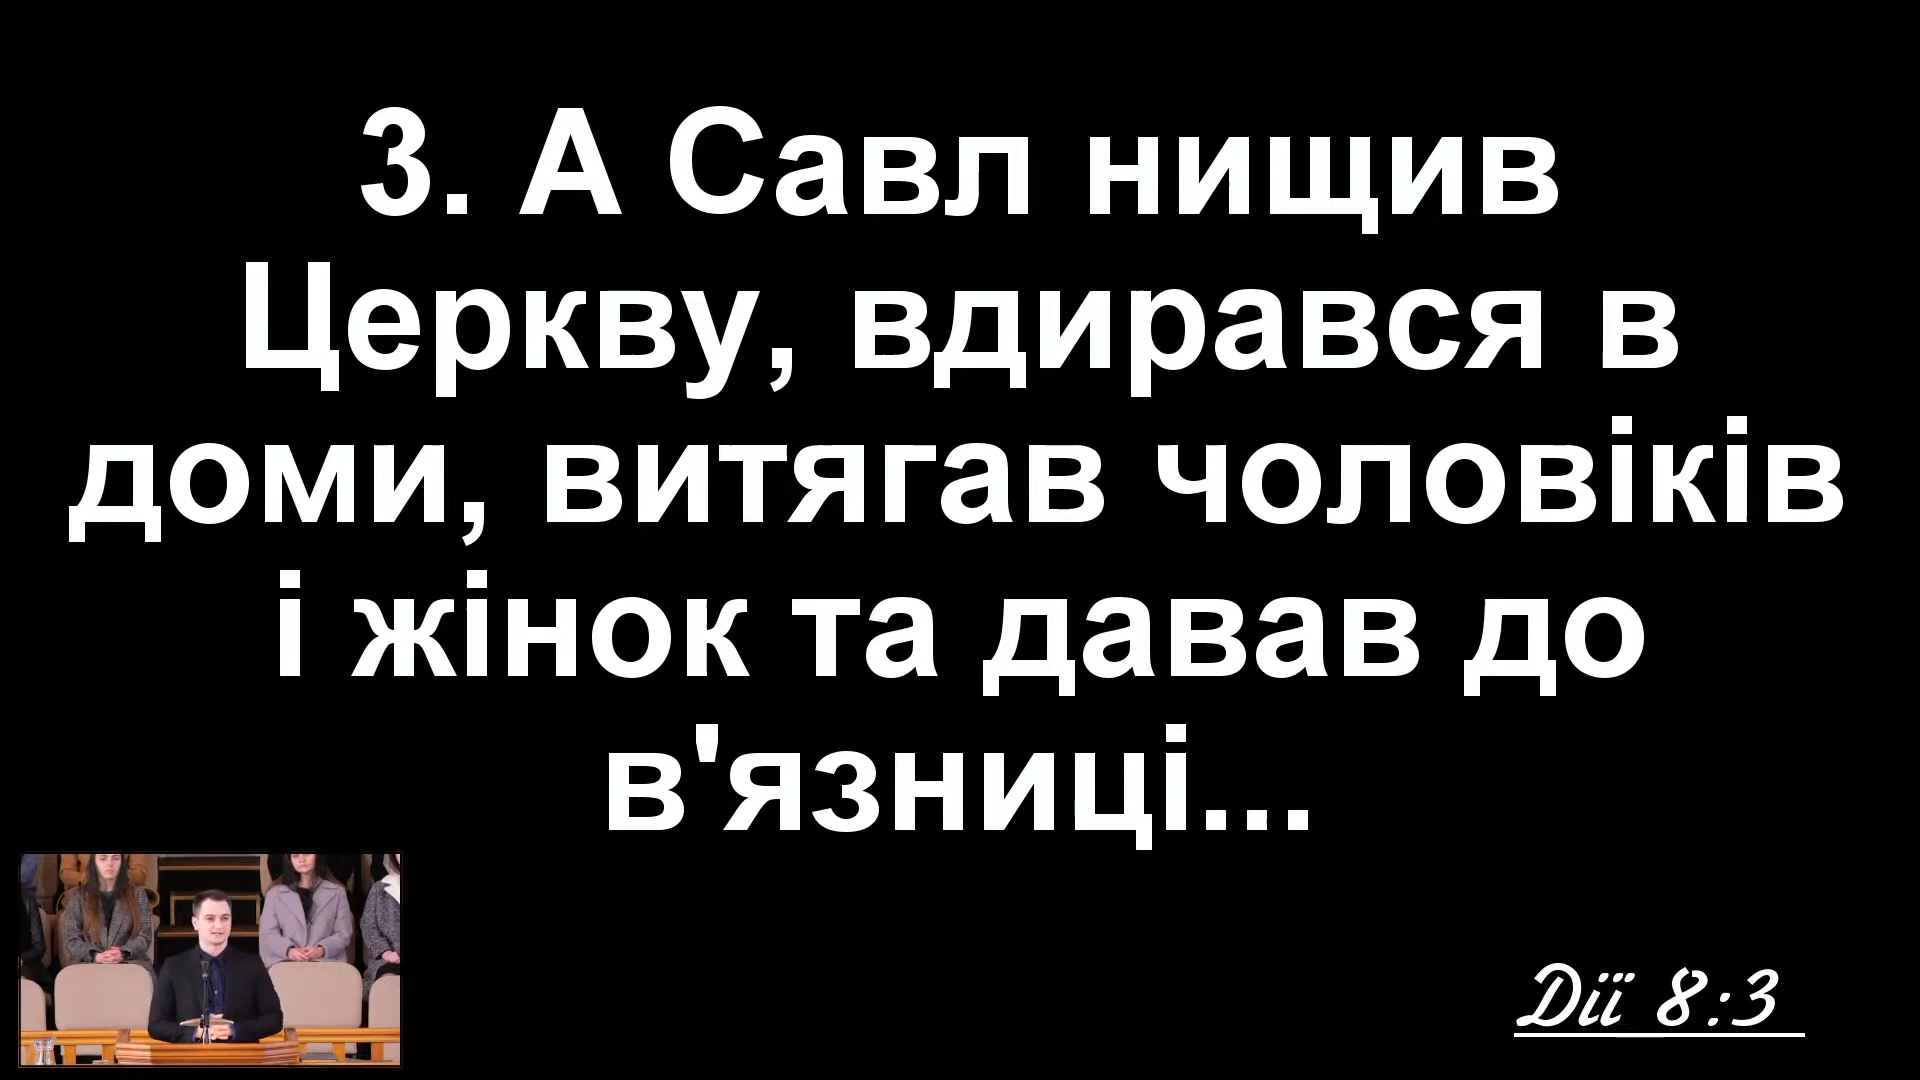 3. А Савл нищив
Церкву, вдирався в
доми, витягав чоловіків
і жінок та давав до
в'язниці...
Дії 8:3